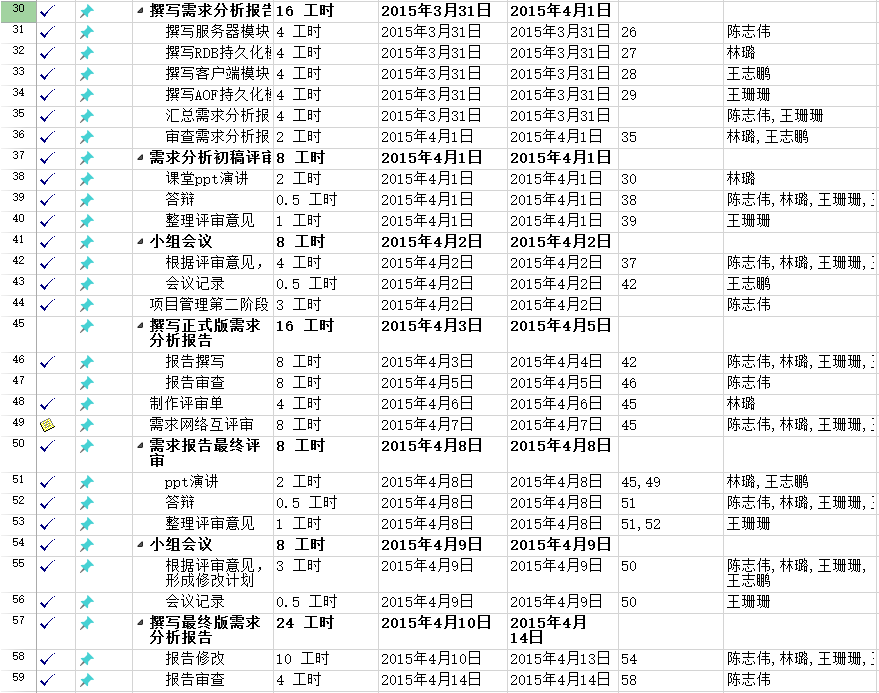 30 撰写需求分析报告 16 工时 2015年3月31日 2015年4月1日
31 撰写服务器模块 4 工时 2015年3月31日 2015年3月31日 26 陈志伟
32 撰写RDB持久化 4 工时 2015年3月31日 2015年3月31日 27 林璐
33 撰写客户端模块 4 工时 2015年3月31日 2015年3月31日 28 王志鹏
34 撰写AOF持久化 4 工时 2015年3月31日 2015年3月31日 29 王珊珊
35 汇总需求分析报 4 工时 2015年3月31日 2015年3月31日 陈志伟,王珊珊
36 审查需求分析报 2 工时 2015年4月1日 2015年4月1日 35 林璐,王志鹏
37 需求分析初稿评审 8 工时 2015年4月1日 2015年4月1日
38 课堂ppt演讲 2 工时 2015年4月1日 2015年4月1日 30 林璐
39 答辩 0.5 工时 2015年4月1日 2015年4月1日 38 陈志伟,林璐,王珊珊,
40 整理评审意见 1 工时 2015年4月1日 2015年4月1日 39 王珊珊
41 小组会议 8 工时 2015年4月2日 2015年4月2日
42 根据评审意见, 4 工时 2015年4月2日 2015年4月2日 37 陈志伟,林璐,王珊珊,
43 会议记录 0.5 工时 2015年4月2日 2015年4月2日 42 王志鹏
44 项目管理第二阶段 3 工时 2015年4月2日 2015年4月2日 陈志伟
45 撰写正式版需求 16 工时 2015年4月3日 2015年4月5日
分析报告
46 报告撰写 8 工时 2015年4月3日 2015年4月4日 42 陈志伟,林璐,王珊珊,
47 报告审查 8 工时 2015年4月5日 2015年4月5日 46 陈志伟
48 制作评审单 4 工时 2015年4月6日 2015年4月6日 45 林璐
49 需求网络互评审 8 工时 2015年4月7日 2015年4月7日 45 陈志伟,林璐,王珊珊,
50 需求报告最终评 8 工时 2015年4月8日 2015年4月8日
审
51 ppt演讲 2 工时 2015年4月8日 2015年4月8日 45,49 林璐,王志鹏
52 答辩 0.5 工时 2015年4月8日 2015年4月8日 51 陈志伟,林璐,王珊珊,
53 整理评审意见 1 工时 2015年4月8日 2015年4月8日 51,52 王珊珊
54 小组会议 8 工时 2015年4月9日 2015年4月9日
55 根据评审意见, 3 工时 2015年4月9日 2015年4月9日 50 陈志伟,林璐,王珊珊,
形成修改计划 王志鹏
56 会议记录 0.5 工时 2015年4月9日 2015年4月9日 50 王珊珊
57 撰写最终版需求 24 工时 2015年4月10日 2015年4月
分析报告 14日
58 报告修改 10 工时 2015年4月10日 2015年4月13日 54 陈志伟,林璐,王珊珊,
59 报告审查 4 工时 2015年4月14日 2015年4月14日 58 陈志伟